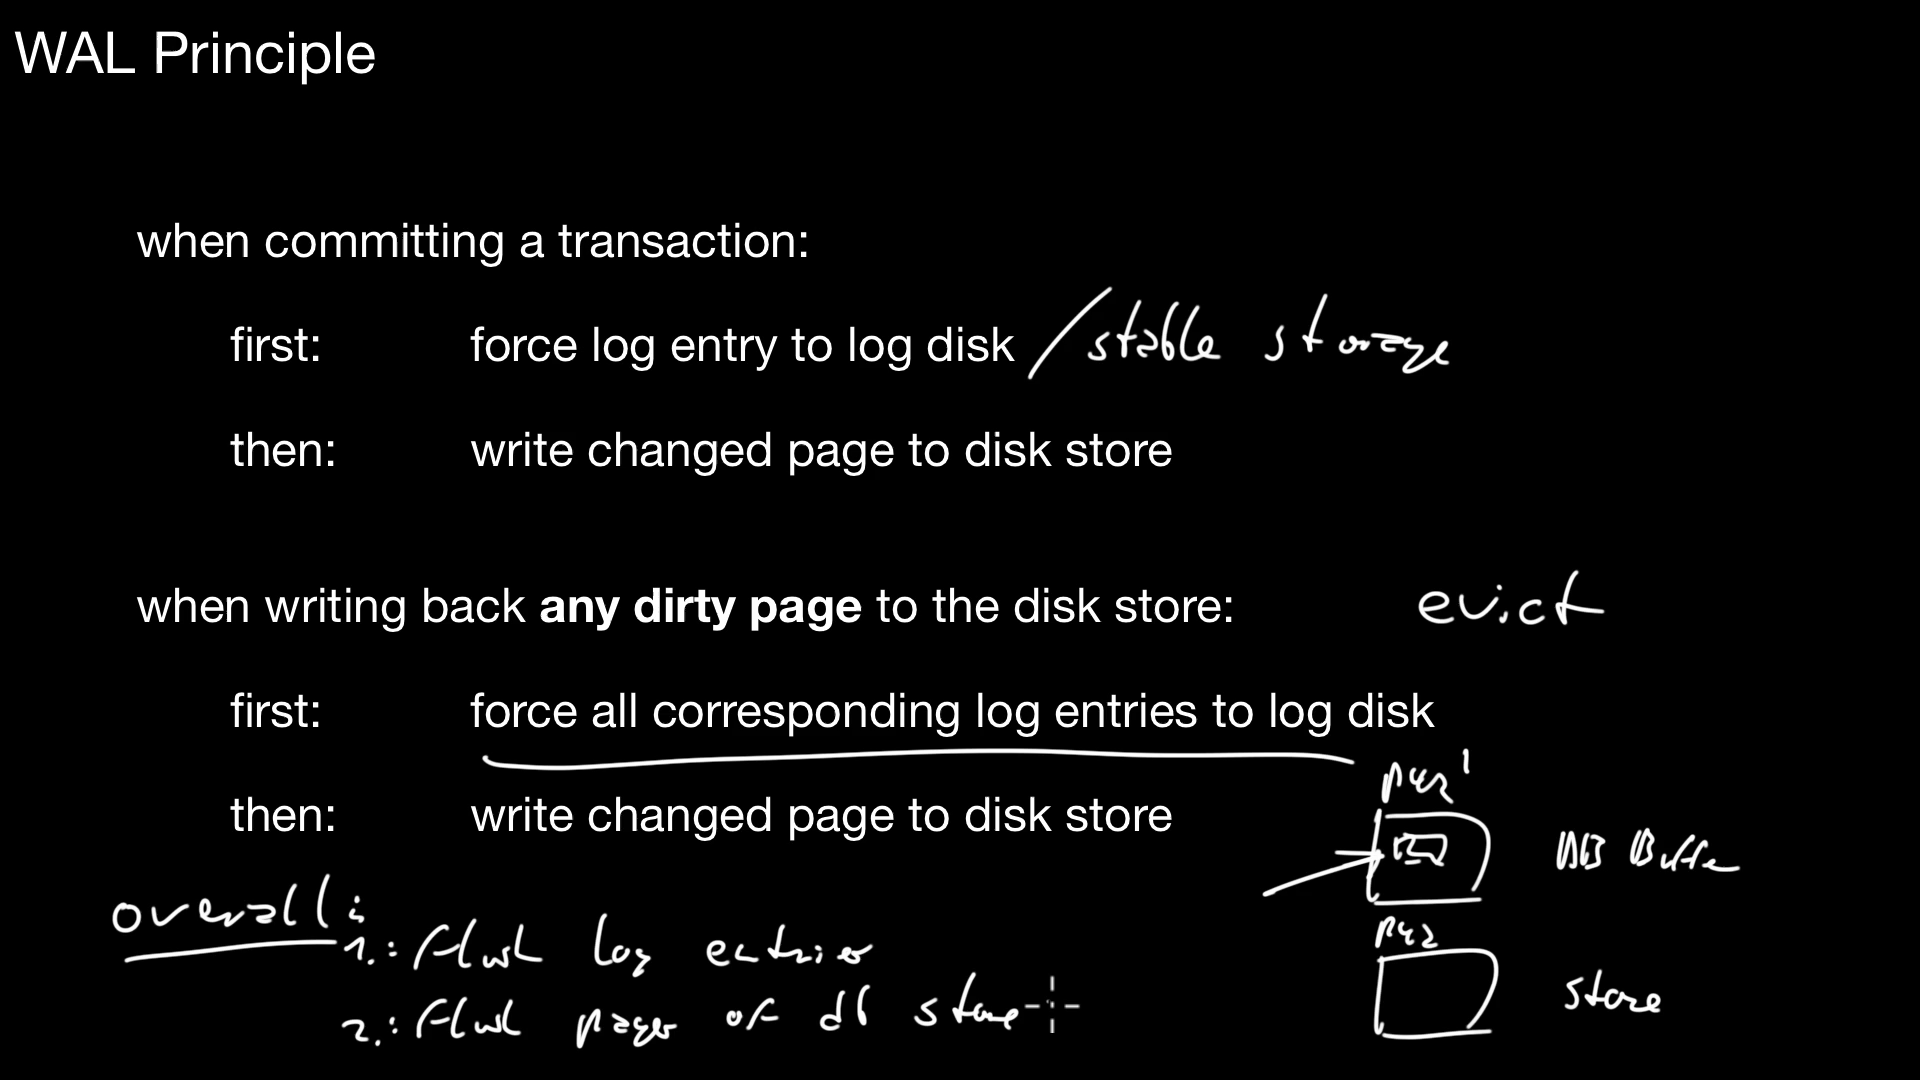 WAL Principle
when committing a transaction:
first: force log entry to log disk /stable storage
then: write changed page to disk store
when writing back any dirty page to the disk store: evict
first: force all corresponding log entries to log disk
then: write changed page to disk store
P42'
DB Buffer
overall:
1.: flush log entries
P42
2.: flush pages of db store
store